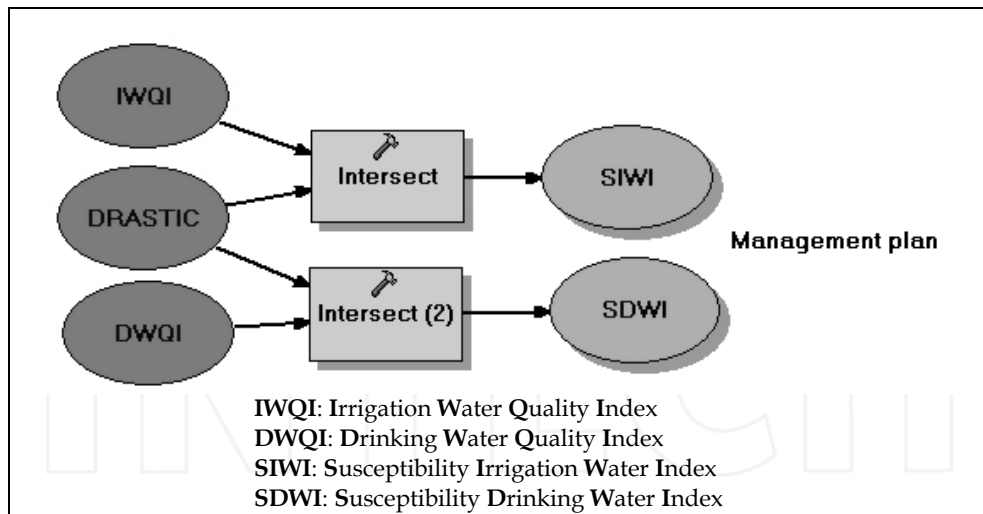 IWQI
Intersect
SIWI
DRASTIC
Management plan
Intersect (2)
SDWI
DWQI
IWQI: Irrigation Water Quality Index
DWQI: Drinking Water Quality Index
SIWI: Susceptibility Irrigation Water Index
SDWI: Susceptibility Drinking Water Index